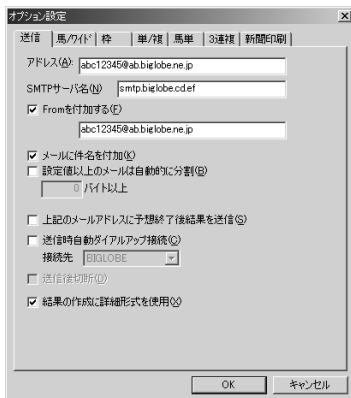 オプション設定
送信 馬/ワイド 枠 単/複 馬単 3連複 新聞印刷
アドレス(A): abc12345@ab.biglobe.ne.jp
SMTPサーバ名(N) smtp.biglobe.cd.ef
Fromを付加する(F)
abc12345@ab.biglobe.ne.jp
メールに件名を付加(K)
設定値以上のメールは自動的に分割(B)
0 バイト以上
上記のメールアドレスに予想終了後結果を送信(S)
送信時自動ダイアルアップ接続(C)
接続先 BIGLOBE
送信後切断(D)
結果の作成に詳細形式を使用(X)
OK キャンセル